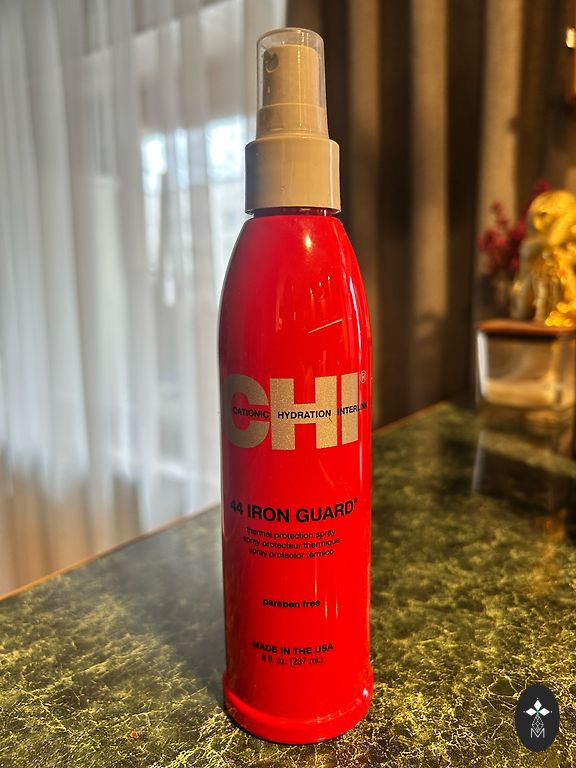 CHI®
CATIONIC HYDRATION INTERLINK
44 IRON GUARD®
thermal protection spray
spray protecteur thermique
spray protector térmico
paraben free
MADE IN THE USA
8 fl oz. (237 mL)
M